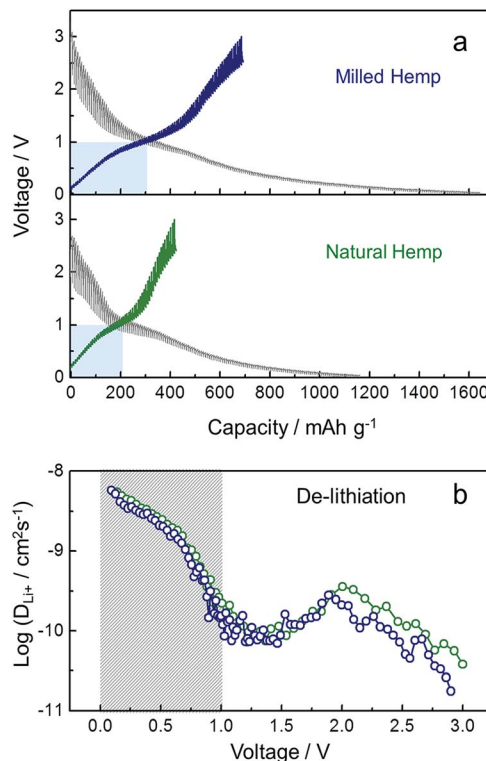 a
3
Milled Hemp
2
1
0
Voltage / V
3
Natural Hemp
2
1
0
0 200 400 600 800 1000 1200 1400 1600
Capacity / mAh g⁻¹
-8
b
De-lithiation
-9
-10
-11
Log (D_Li+ / cm²s⁻¹)
0.0 0.5 1.0 1.5 2.0 2.5 3.0
Voltage / V